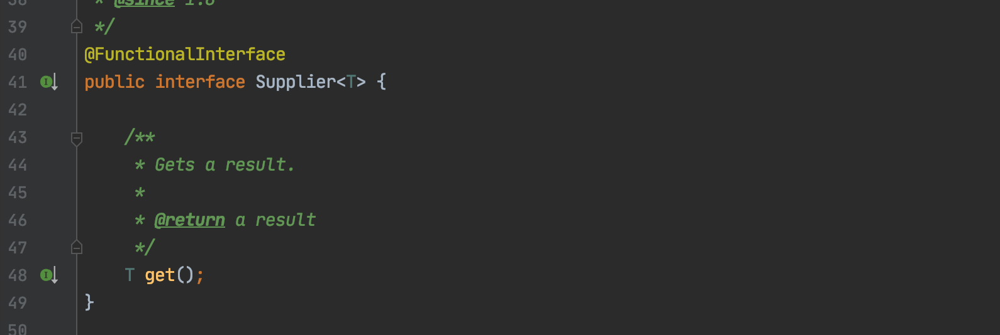 38 * @since 1.8
39 */
40 @FunctionalInterface
41 public interface Supplier<T> {
42
43 /**
44 * Gets a result.
45 *
46 * @return a result
47 */
48 T get();
49 }
50